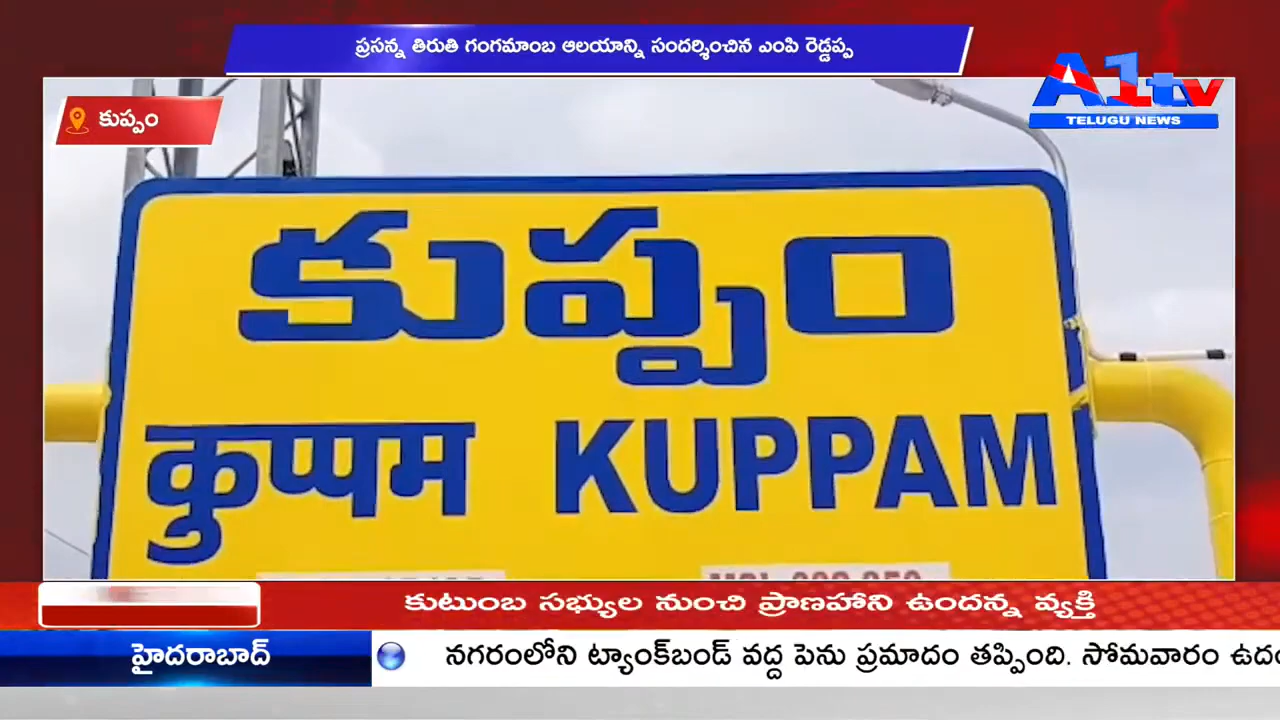 ప్రసన్న తిరుతి గంగమాంబ ఆలయాన్ని సందర్శించిన ఎంపి రెడ్డప్ప
A1tv
TELUGU NEWS
కుప్పం
కుప్పం
कुप्पम KUPPAM
కుటుంబ సభ్యుల నుంచి ప్రాణహాని ఉందన్న వ్యక్తి
హైదరాబాద్
నగరంలోని ట్యాంక్‌బండ్ వద్ద పెను ప్రమాదం తప్పింది. సోమవారం